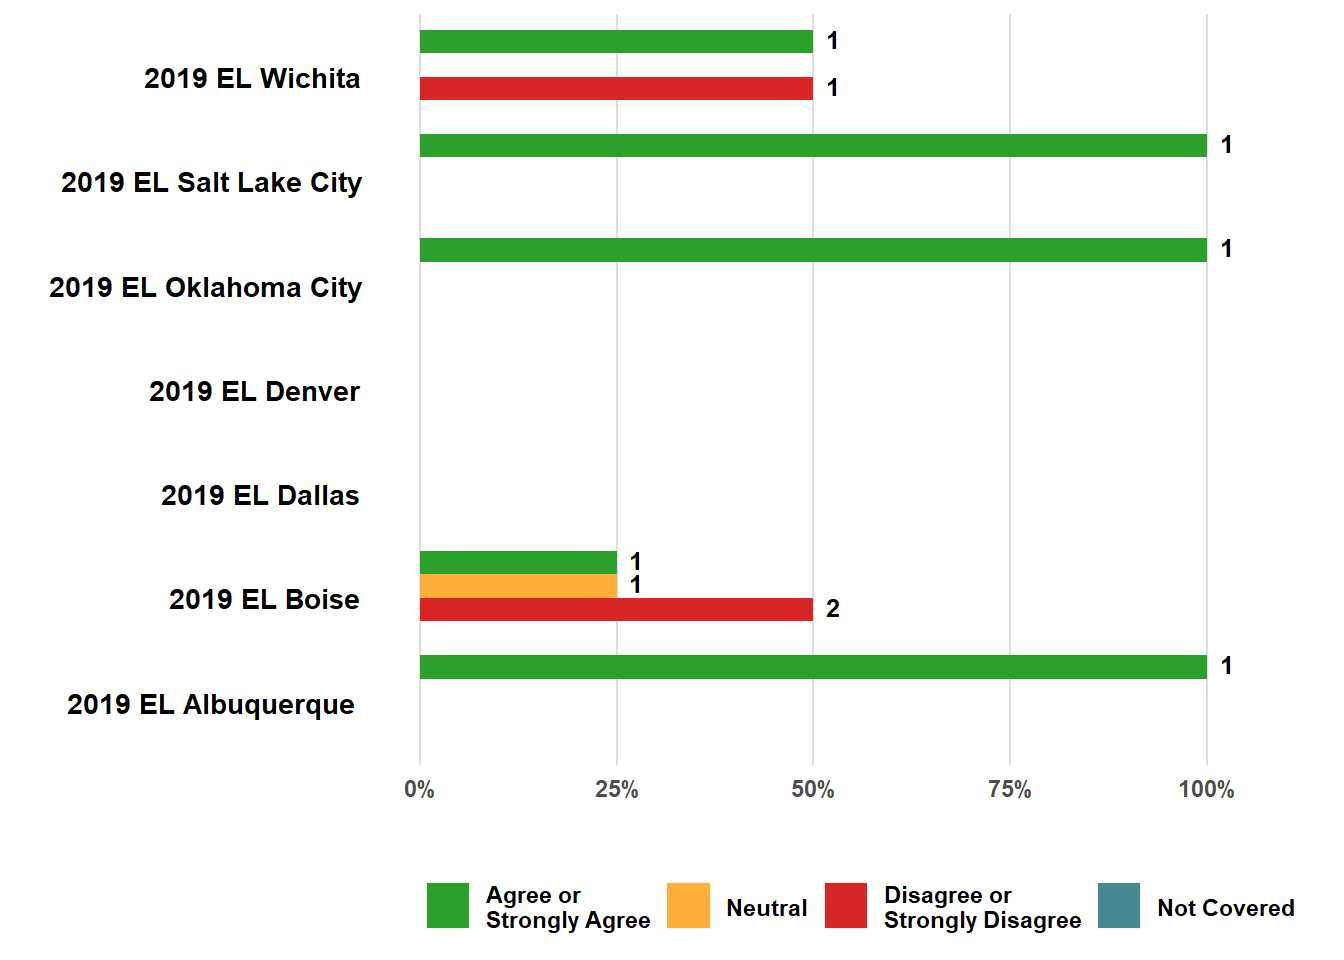 1
2019 EL Wichita
1
1
2019 EL Salt Lake City
1
2019 EL Oklahoma City
2019 EL Denver
2019 EL Dallas
1
1
2019 EL Boise
2
1
2019 EL Albuquerque
0% 25% 50% 75% 100%
Agree or
Strongly Agree
Neutral
Disagree or
Strongly Disagree
Not Covered